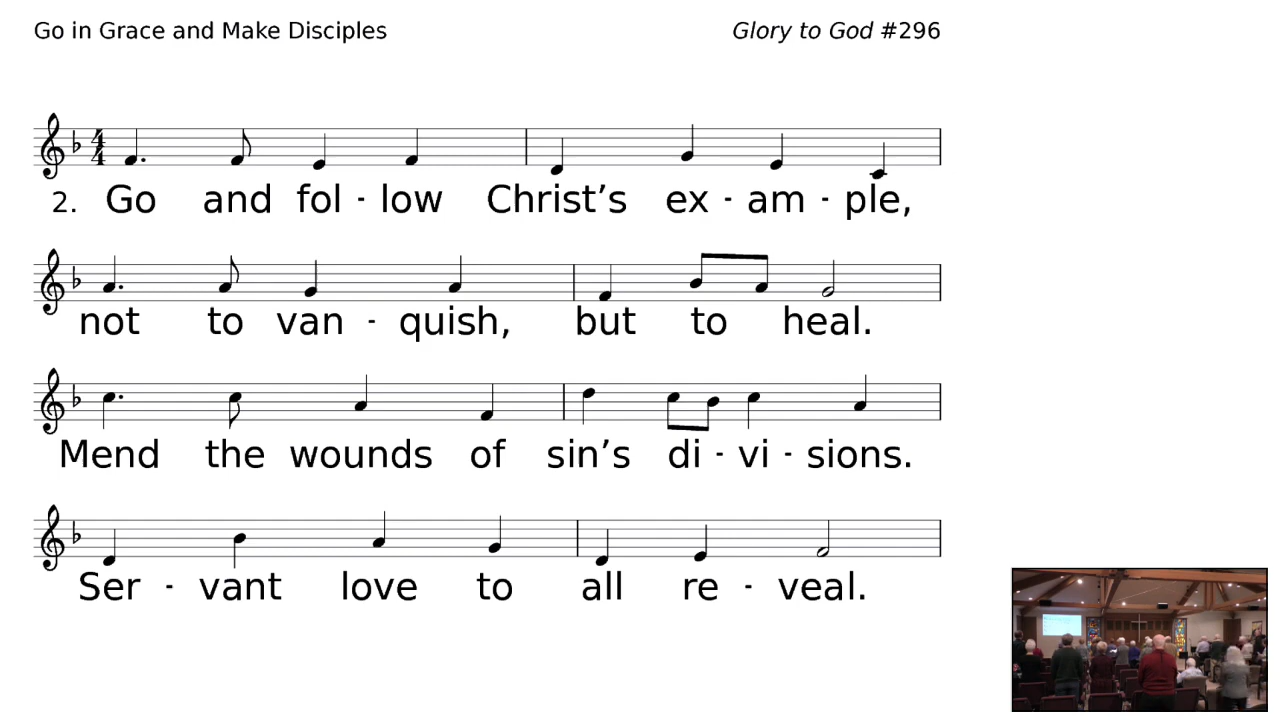 Go in Grace and Make Disciples
Glory to God #296
2. Go and fol - low Christ’s ex - am - ple,
not to van - quish, but to heal.
Mend the wounds of sin’s di - vi - sions.
Ser - vant love to all re - veal.